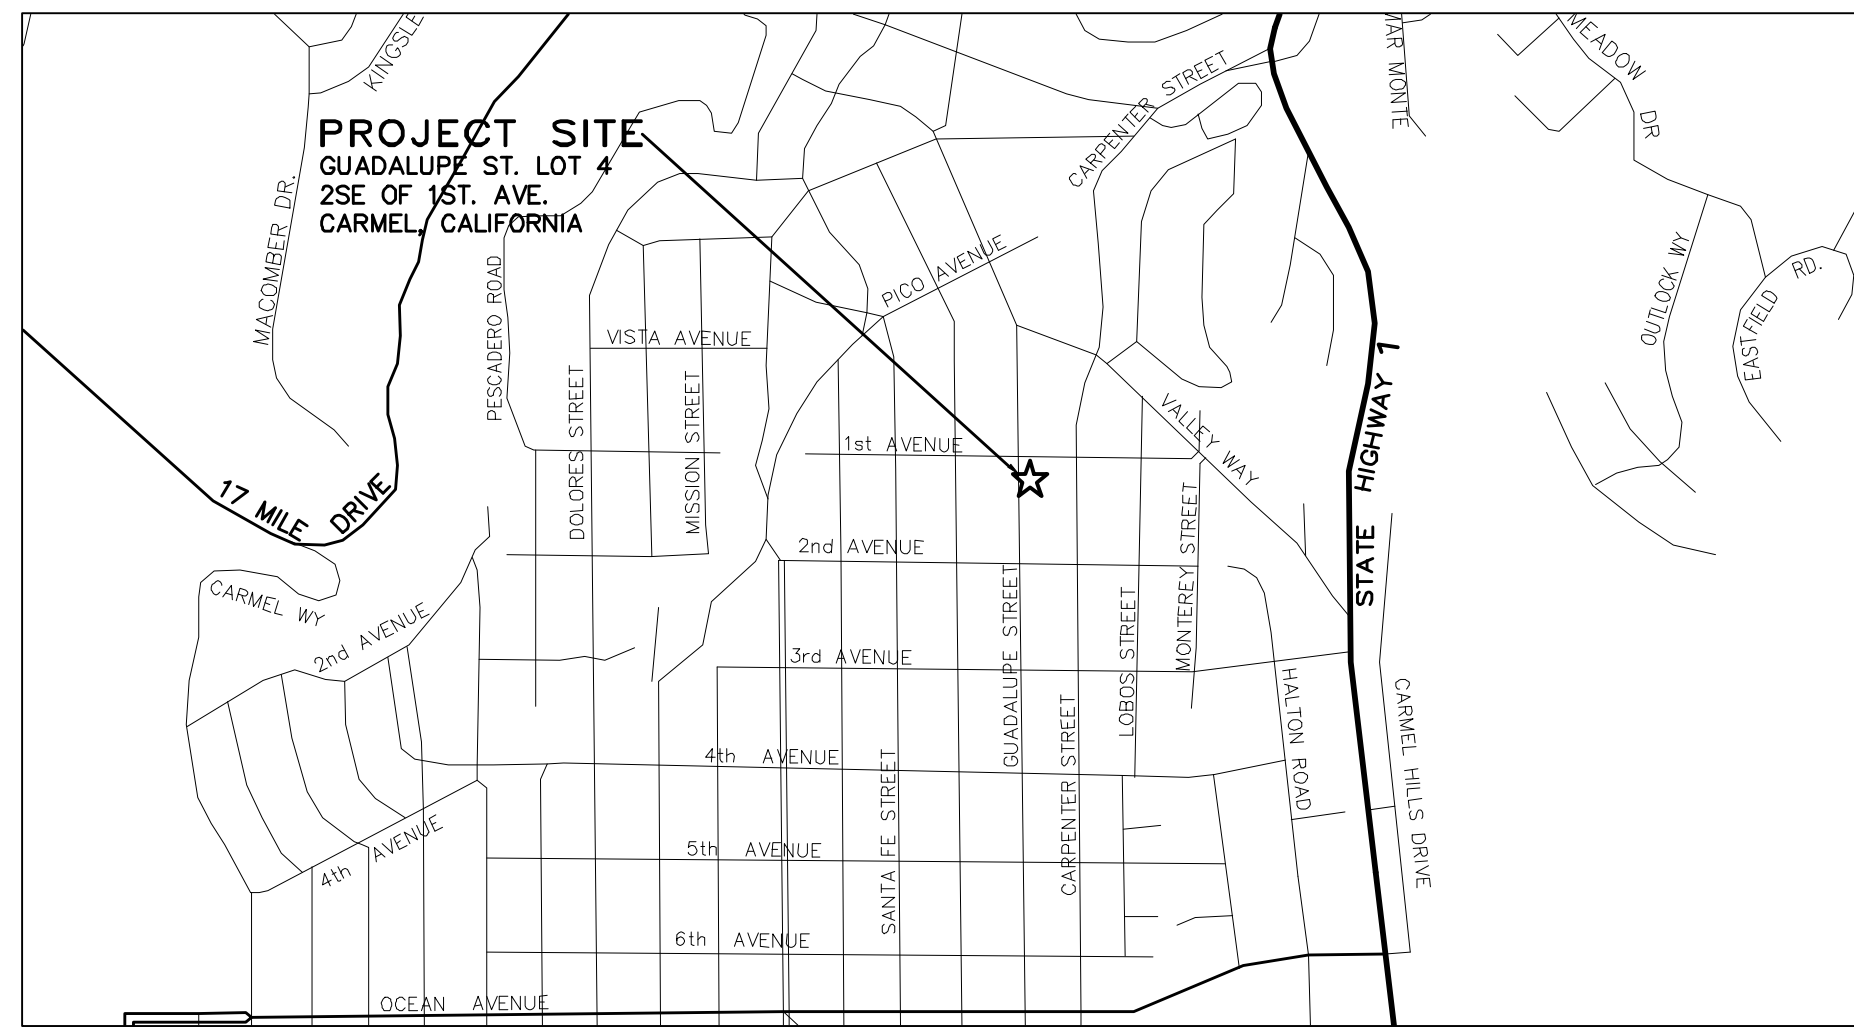 KINGSLE
MAR MONTE
MEADOW DR
CARPENTER STREET
PROJECT SITE
GUADALUPE ST. LOT 4
2SE OF 1ST. AVE.
CARMEL, CALIFORNIA
MACOMBER DR.
PESCADERO ROAD
PICO AVENUE
OUTLOCK WY
EASTFIELD RD.
VISTA AVENUE
DOLORES STREET
MISSION STREET
STATE HIGHWAY 1
VALLEY WAY
1st AVENUE
17 MILE DRIVE
MONTEREY STREET
2nd AVENUE
CARMEL WY
2nd AVENUE
GUADALUPE STREET
LOBOS STREET
3rd AVENUE
HALTON ROAD
CARMEL HILLS DRIVE
CARPENTER STREET
4th AVENUE
SANTA FE STREET
4th AVENUE
5th AVENUE
6th AVENUE
OCEAN AVENUE